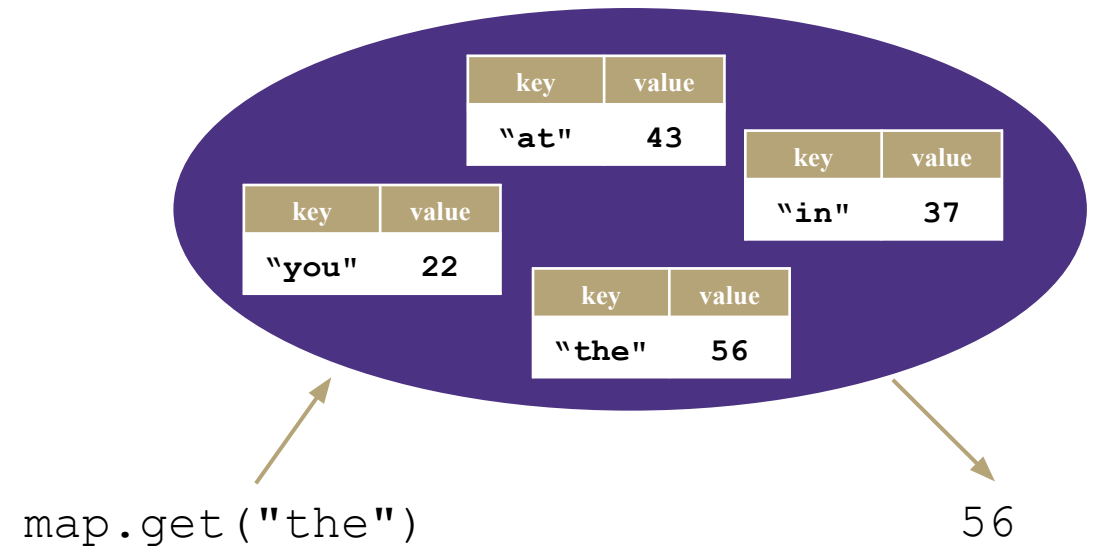 key value
“at" 43
key value
“in" 37
key value
“you" 22
key value
“the" 56
map.get("the")
56